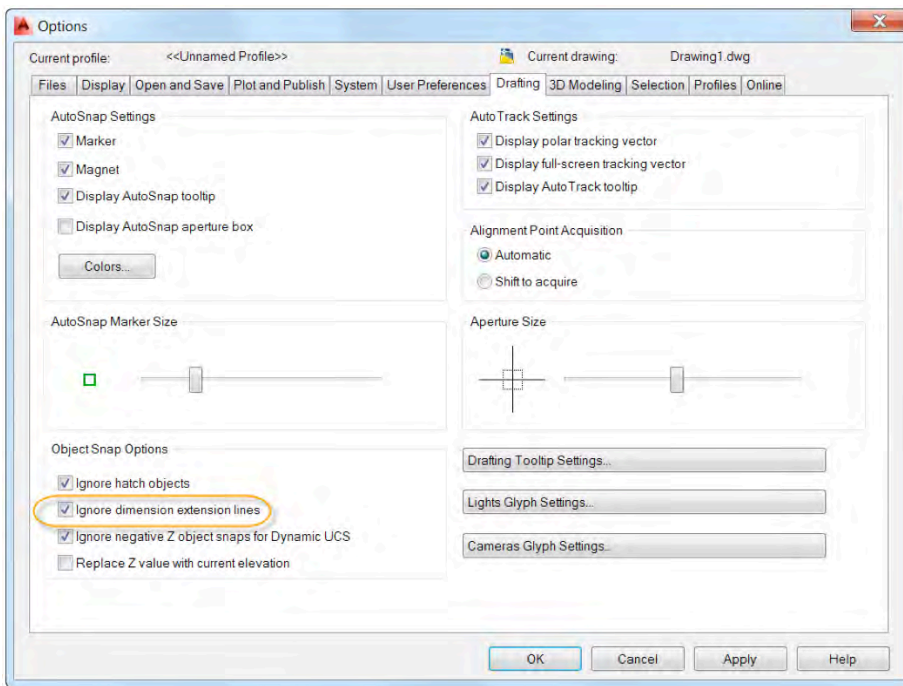 Options
Current profile: <<Unnamed Profile>> Current drawing: Drawing1.dwg
Files Display Open and Save Plot and Publish System User Preferences Drafting 3D Modeling Selection Profiles Online
AutoSnap Settings
Marker
Magnet
Display AutoSnap tooltip
Display AutoSnap aperture box
Colors...
AutoTrack Settings
Display polar tracking vector
Display full-screen tracking vector
Display AutoTrack tooltip
Alignment Point Acquisition
Automatic
Shift to acquire
AutoSnap Marker Size
Aperture Size
Object Snap Options
Ignore hatch objects
Ignore dimension extension lines
Ignore negative Z object snaps for Dynamic UCS
Replace Z value with current elevation
Drafting Tooltip Settings...
Lights Glyph Settings...
Cameras Glyph Settings...
OK Cancel Apply Help